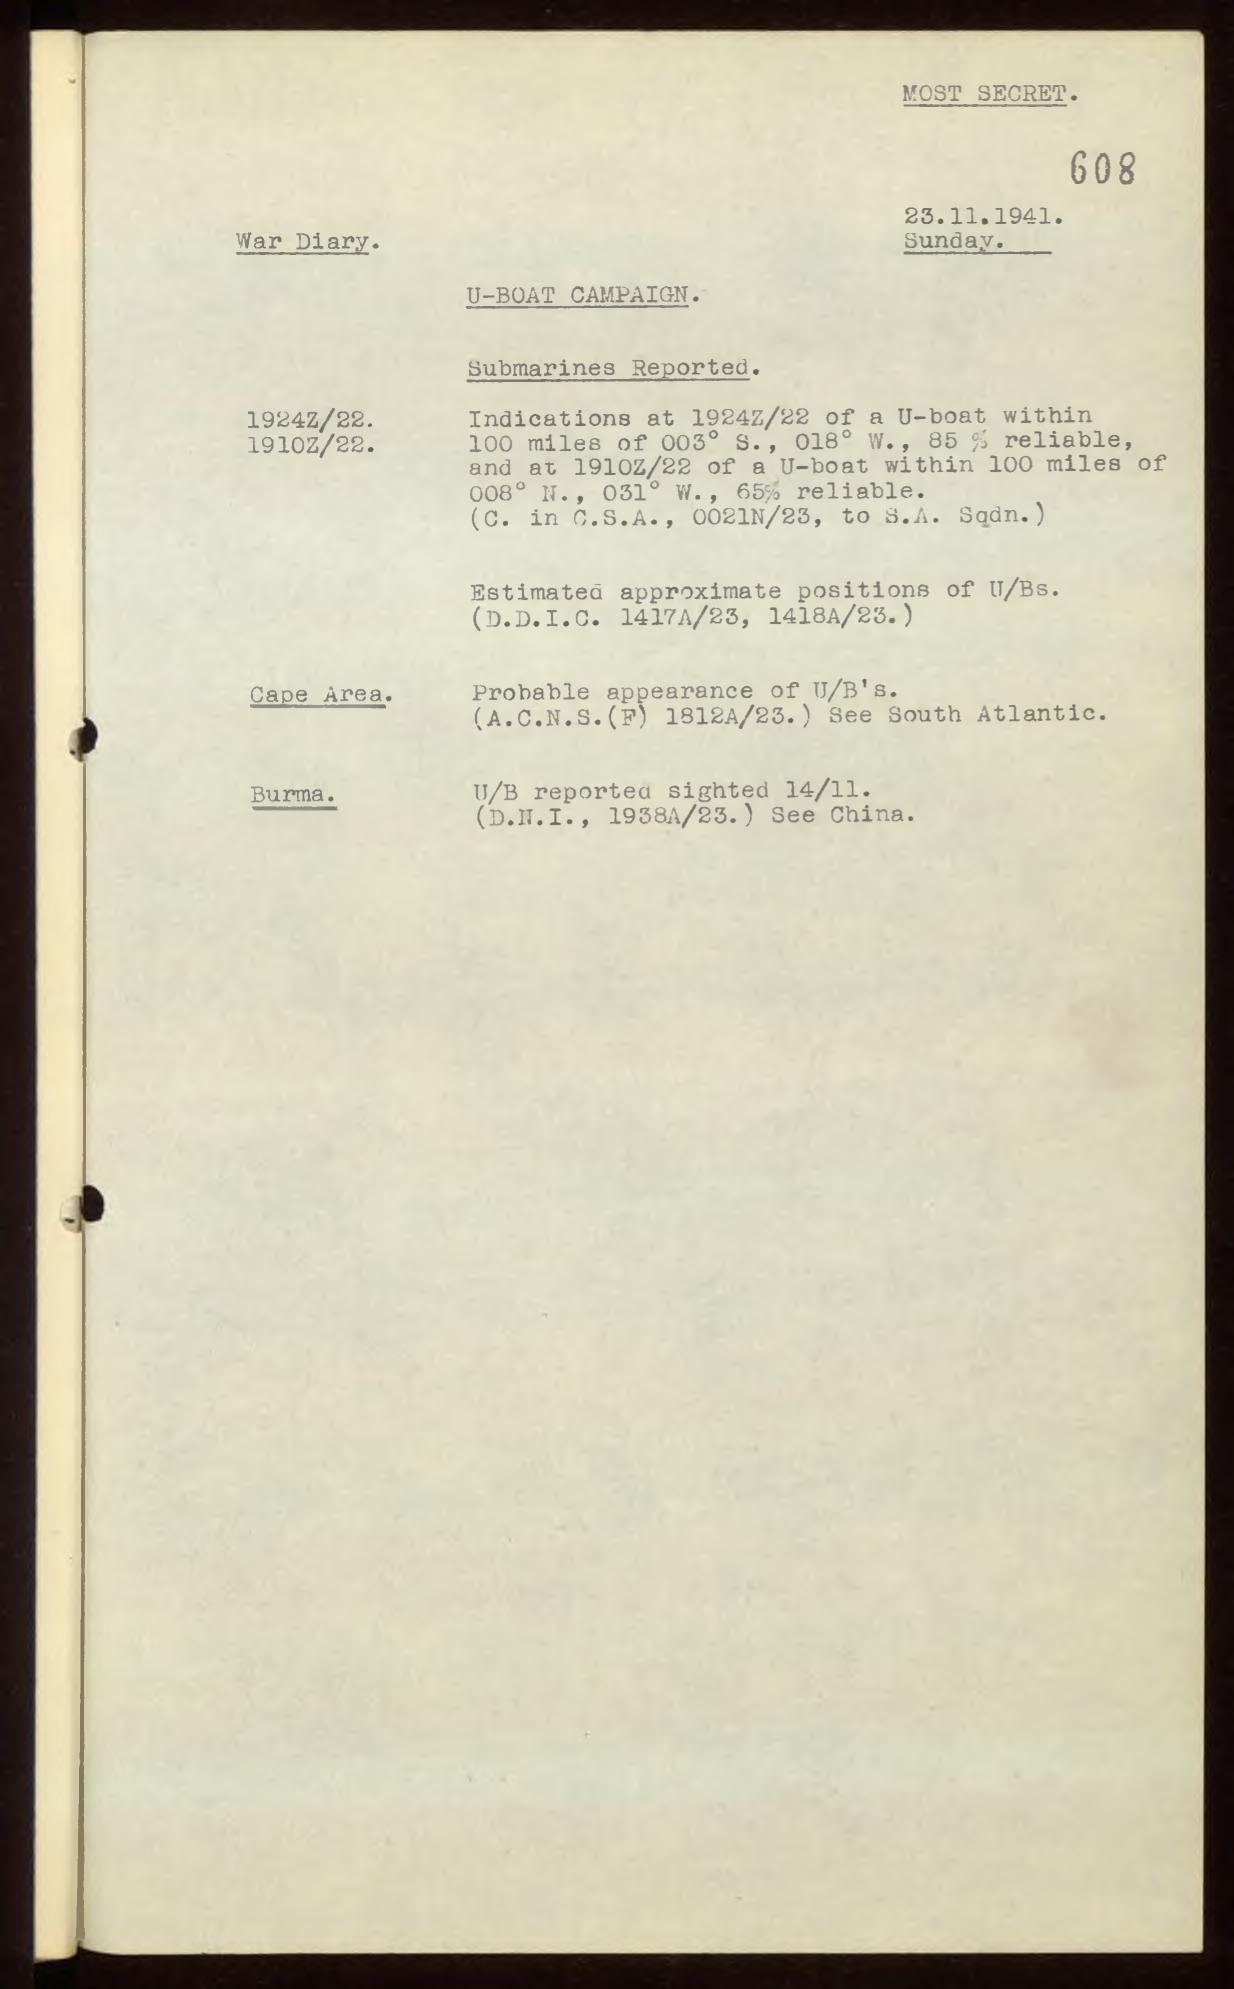 MOST SECRET.
608
23.11.1941.
War Diary.
Sunday.
U-BOAT CAMPAIGN.
Submarines Reported.
1924Z/22. Indications at 1924Z/22 of a U-boat within
1910Z/22. 100 miles of 003° S., 018° W., 85 % reliable,
and at 1910Z/22 of a U-boat within 100 miles of
008° N., 031° W., 65% reliable.
(C. in C.S.A., 0021N/23, to S.A. Sqdn.)
Estimated approximate positions of U/Bs.
(D.D.I.C. 1417A/23, 1418A/23.)
Cape Area. Probable appearance of U/B's.
(A.C.N.S.(F) 1812A/23.) See South Atlantic.
Burma. U/B reported sighted 14/11.
(D.N.I., 1938A/23.) See China.